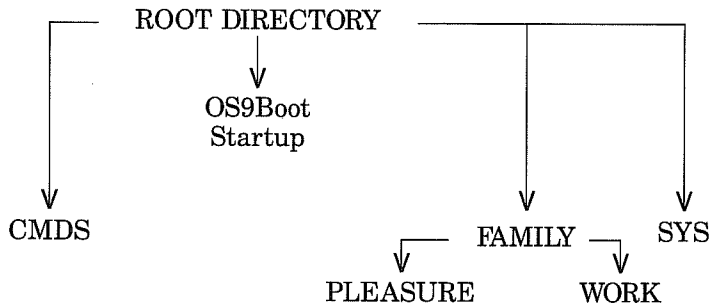 ROOT DIRECTORY
OS9Boot
Startup
CMDS
FAMILY
SYS
PLEASURE
WORK